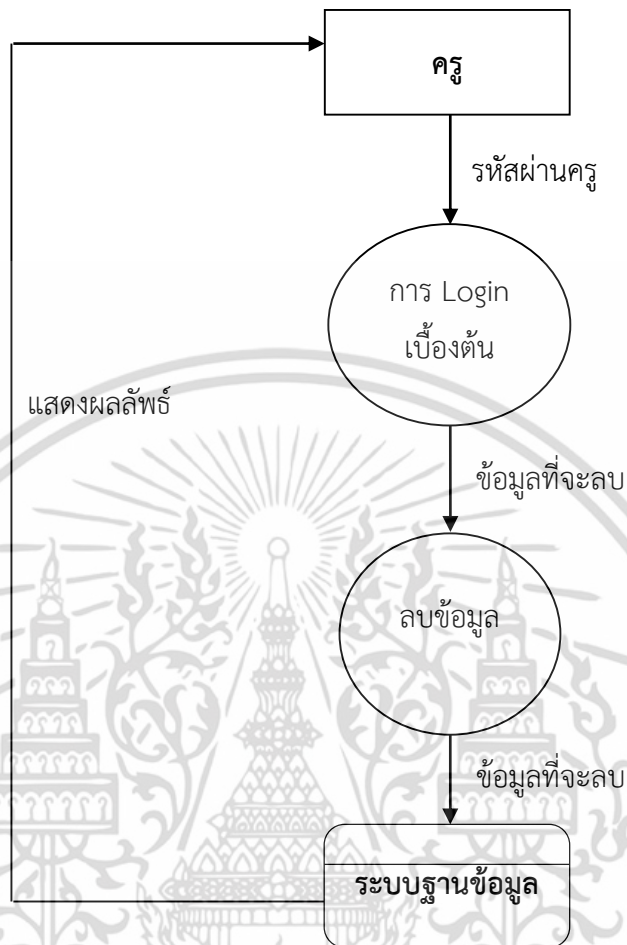 ครู
รหัสผ่านครู
การ Login
เบื้องต้น
แสดงผลลัพธ์
ข้อมูลที่จะลบ
ลบข้อมูล
ข้อมูลที่จะลบ
ระบบฐานข้อมูล